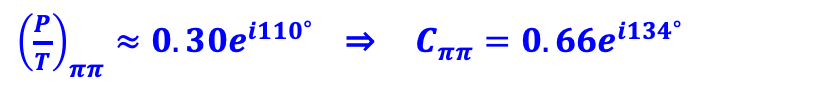 (P/T)ππ ≈ 0.30e^{i110°} ⇒ Cππ = 0.66e^{i134°}